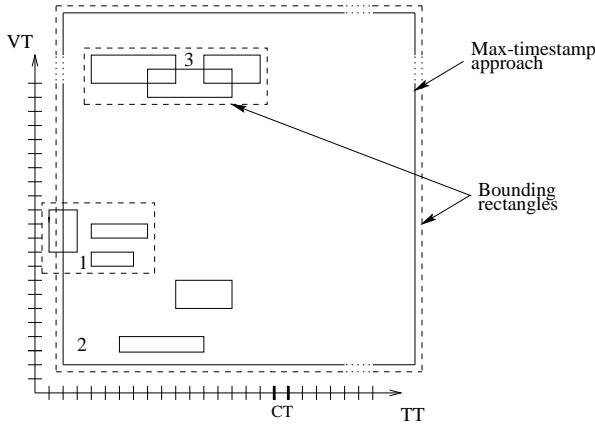 VT
3
Max-timestamp
approach
Bounding
rectangles
1
2
CT
TT